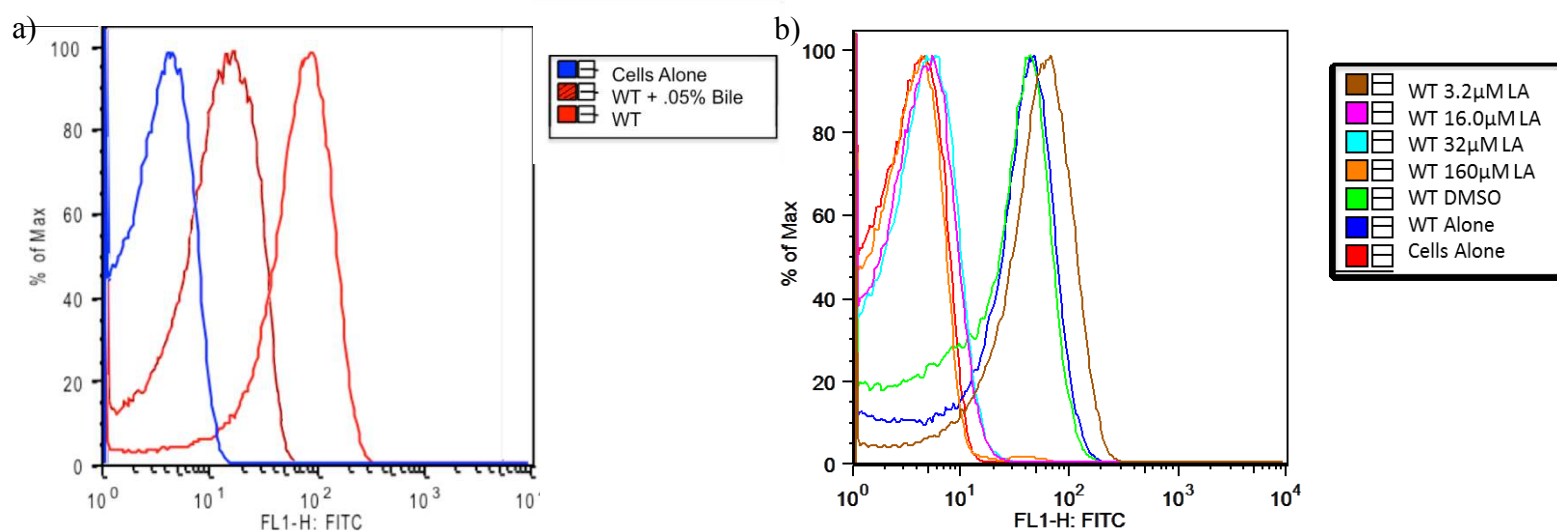 a)
100
80
60
40
20
0
% of Max
10^0 10^1 10^2 10^3
FL1-H: FITC
Cells Alone
WT + .05% Bile
WT
b)
100
80
60
40
20
0
% of Max
10^0 10^1 10^2 10^3 10^4
FL1-H: FITC
WT 3.2µM LA
WT 16.0µM LA
WT 32µM LA
WT 160µM LA
WT DMSO
WT Alone
Cells Alone